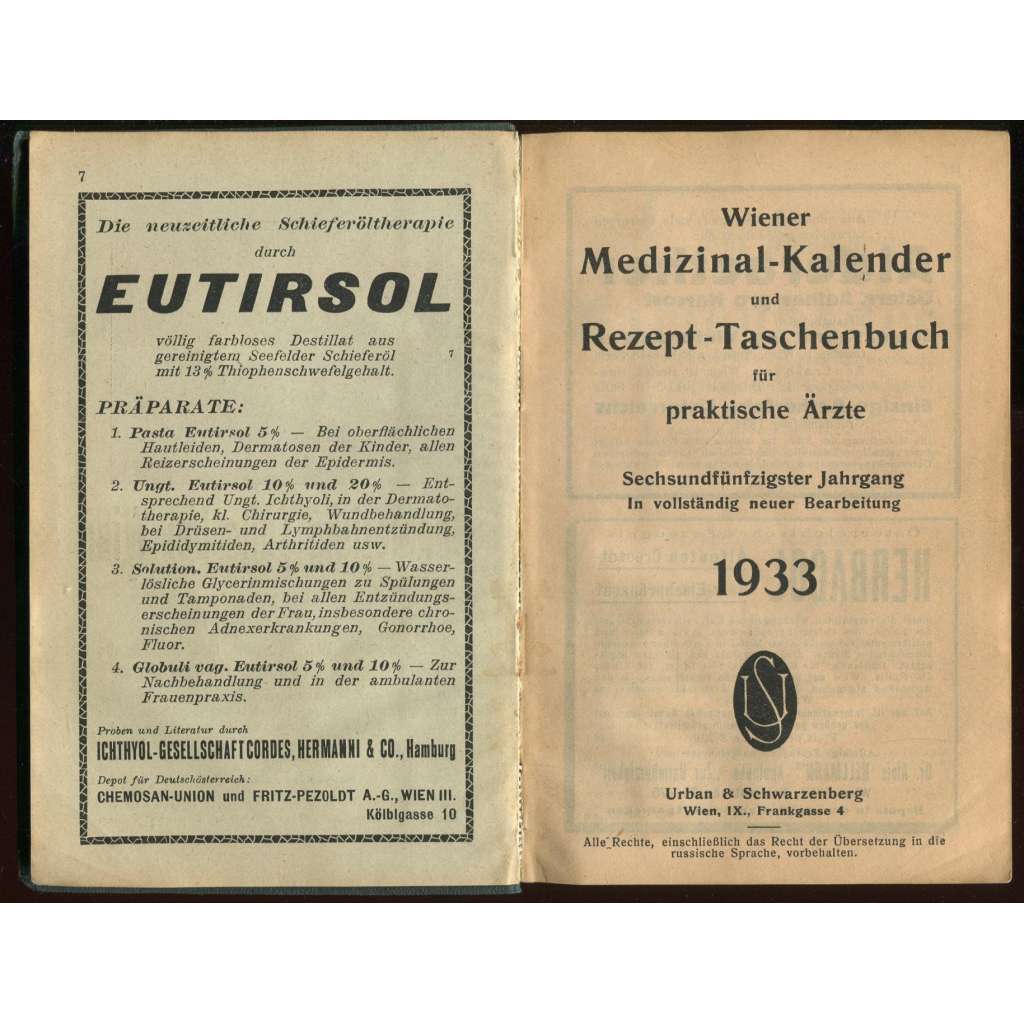 7
Die neuzeitliche Schieferöltherapie
durch
EUTIRSOL
völlig farbloses Destillat aus
gereinigtem Seefelder Schieferöl 7
mit 13% Thiophenschwefelgehalt.
PRÄPARATE:
1. Pasta Eutirsol 5% — Bei oberflächlichen
Hautleiden, Dermatosen der Kinder, allen
Reizerscheinungen der Epidermis.
2. Ungt. Eutirsol 10% und 20% — Ent-
sprechend Ungt. Ichthyoli, in der Dermato-
therapie, kl. Chirurgie, Wundbehandlung,
bei Drüsen- und Lymphbahnentzündung,
Epididymitiden, Arthritiden usw.
3. Solution. Eutirsol 5% und 10% — Wasser-
lösliche Glycerinmischungen zu Spülungen
und Tamponaden, bei allen Entzündungs-
erscheinungen der Frau, insbesondere chro-
nischen Adnexerkrankungen, Gonorrhoe,
Fluor.
4. Globuli vag. Eutirsol 5% und 10% — Zur
Nachbehandlung und in der ambulanten
Frauenpraxis.
Proben und Literatur durch
ICHTHYOL-GESELLSCHAFT CORDES, HERMANNI & CO., Hamburg
Depot für Deutschösterreich:
CHEMOSAN-UNION und FRITZ-PEZOLDT A.-G., WIEN III.
Kölblgasse 10
Wiener
Medizinal-Kalender
und
Rezept-Taschenbuch
für
praktische Ärzte
Sechsundfünfzigster Jahrgang
In vollständig neuer Bearbeitung
1933
US
Urban & Schwarzenberg
Wien, IX., Frankgasse 4
Alle Rechte, einschließlich das Recht der Übersetzung in die
russische Sprache, vorbehalten.